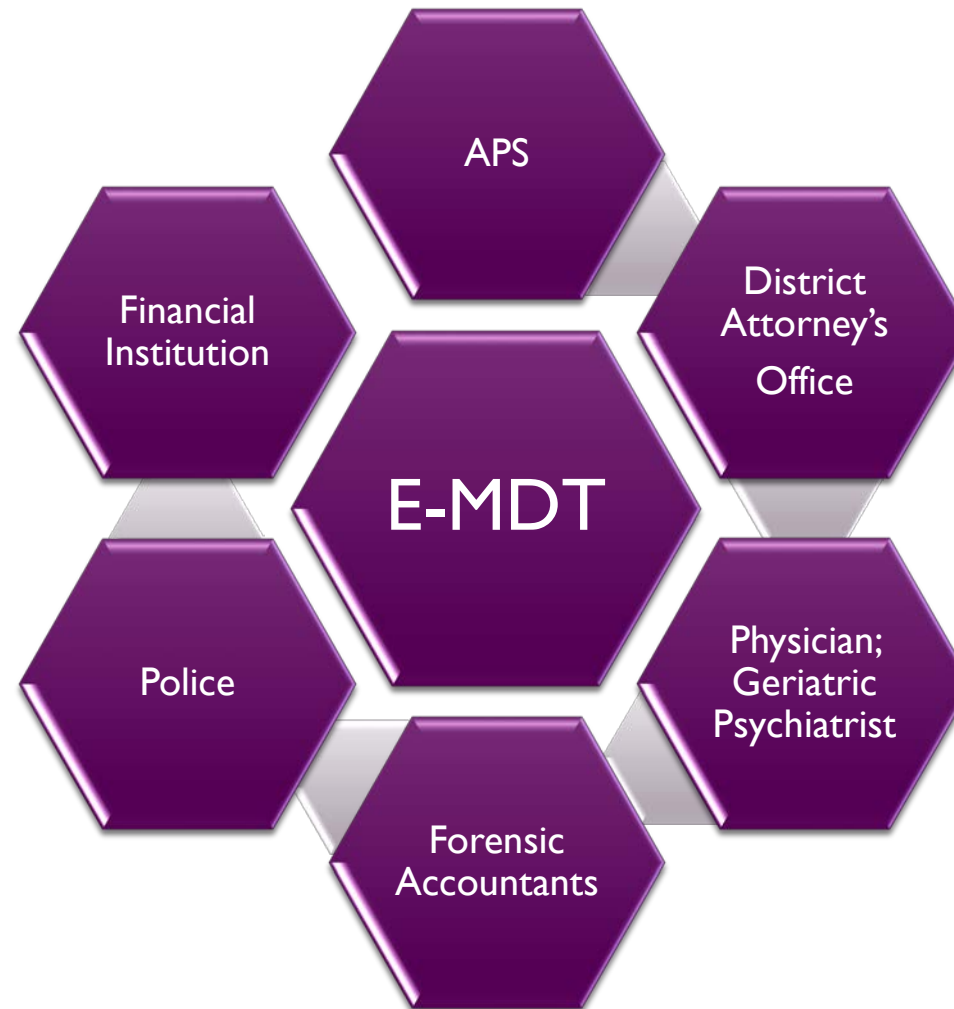 APS
District
Attorney’s
Office
Physician;
Geriatric
Psychiatrist
Forensic
Accountants
Police
Financial
Institution
E-MDT